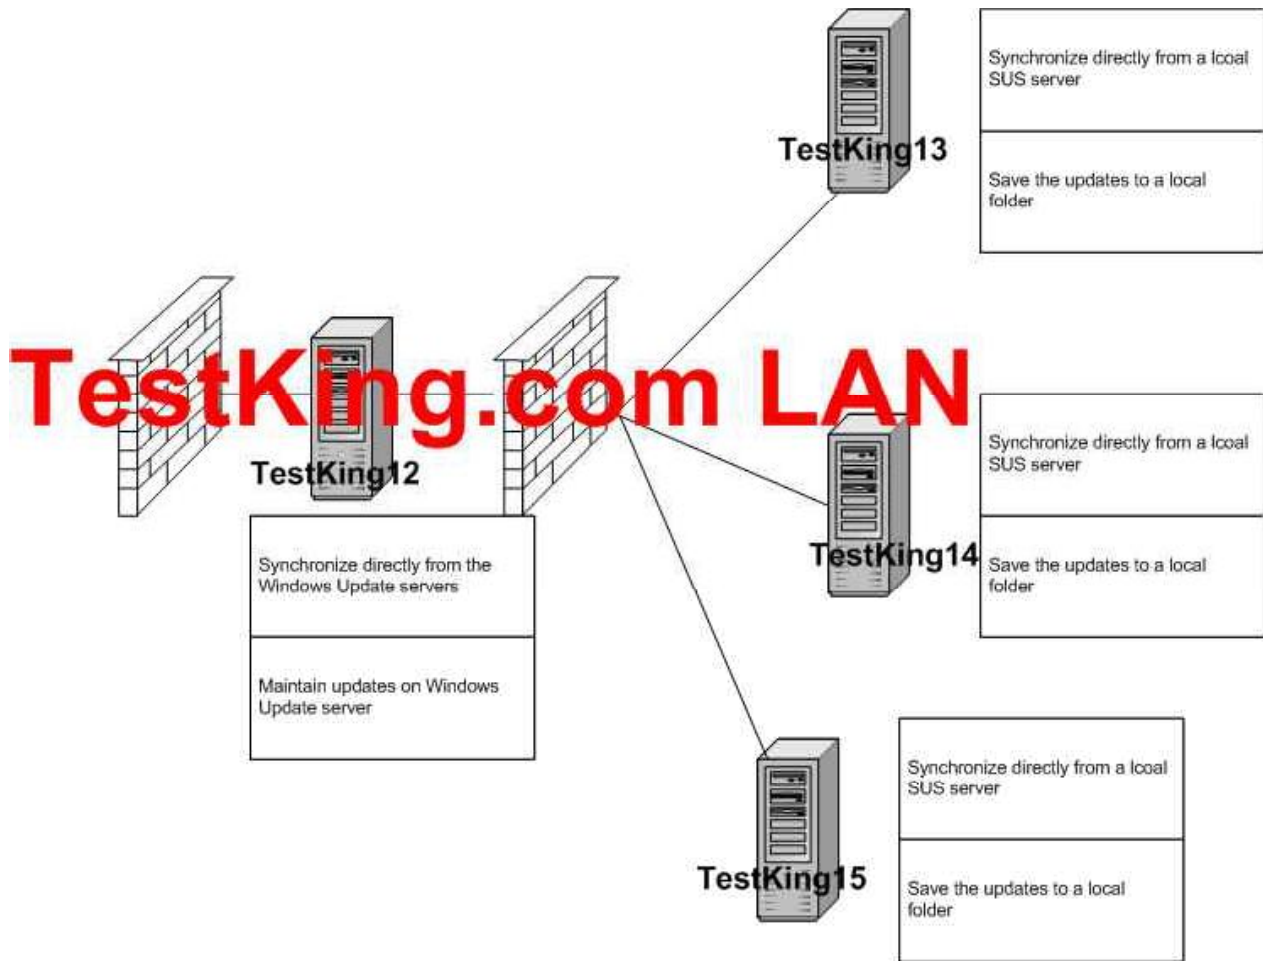 Synchronize directly from a lcoal
SUS server
TestKing13
Save the updates to a local
folder
TestKing.com LAN
Synchronize directly from a lcoal
SUS server
TestKing12
TestKing14
Save the updates to a local
folder
Synchronize directly from the
Windows Update servers
Maintain updates on Windows
Update server
Synchronize directly from a lcoal
SUS server
TestKing15
Save the updates to a local
folder